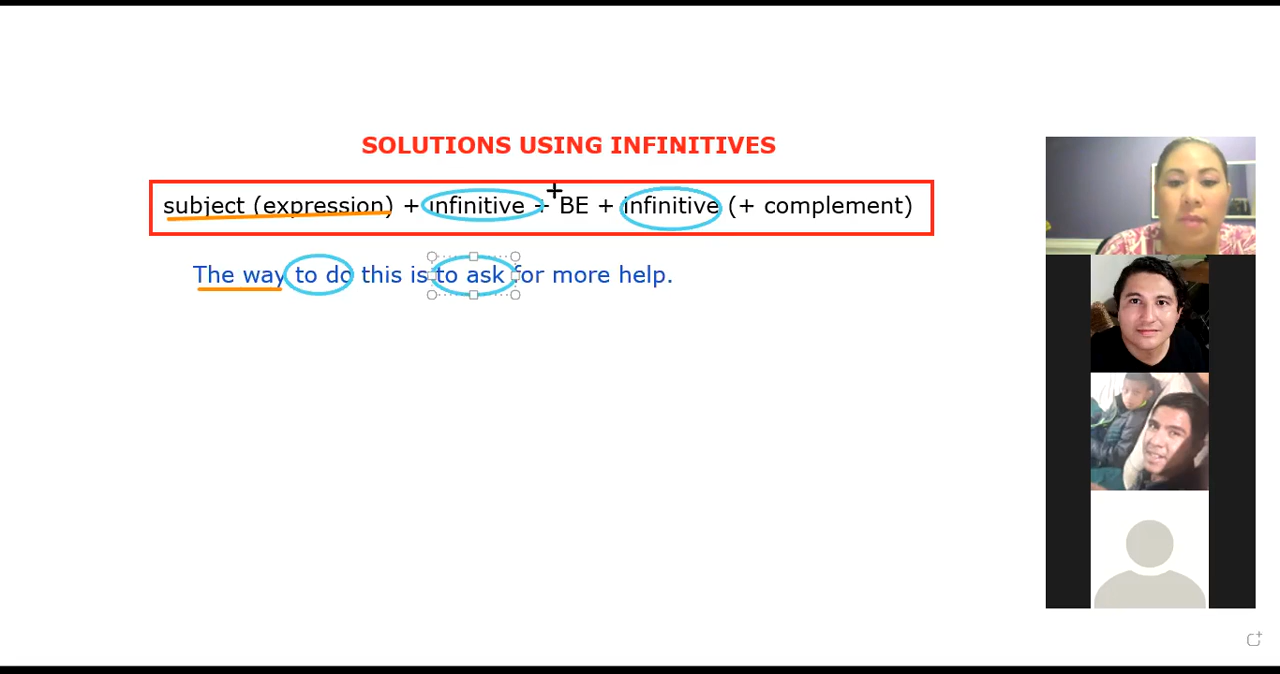 SOLUTIONS USING INFINITIVES
subject (expression) + infinitive + BE + infinitive (+ complement)
The way to do this is to ask for more help.